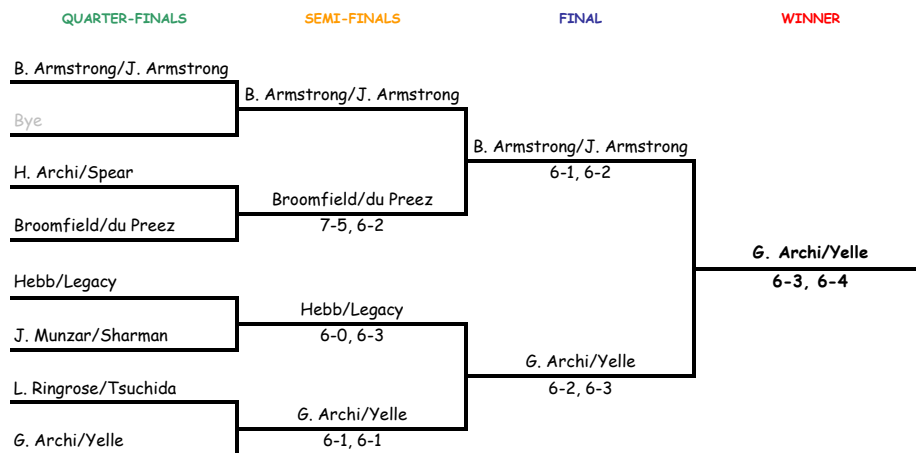 QUARTER-FINALS SEMI-FINALS FINAL WINNER
B. Armstrong/J. Armstrong
B. Armstrong/J. Armstrong
Bye
B. Armstrong/J. Armstrong
6-1, 6-2
H. Archi/Spear
Broomfield/du Preez
7-5, 6-2
Broomfield/du Preez
G. Archi/Yelle
6-3, 6-4
Hebb/Legacy
Hebb/Legacy
6-0, 6-3
J. Munzar/Sharman
G. Archi/Yelle
6-2, 6-3
L. Ringrose/Tsuchida
G. Archi/Yelle
6-1, 6-1
G. Archi/Yelle